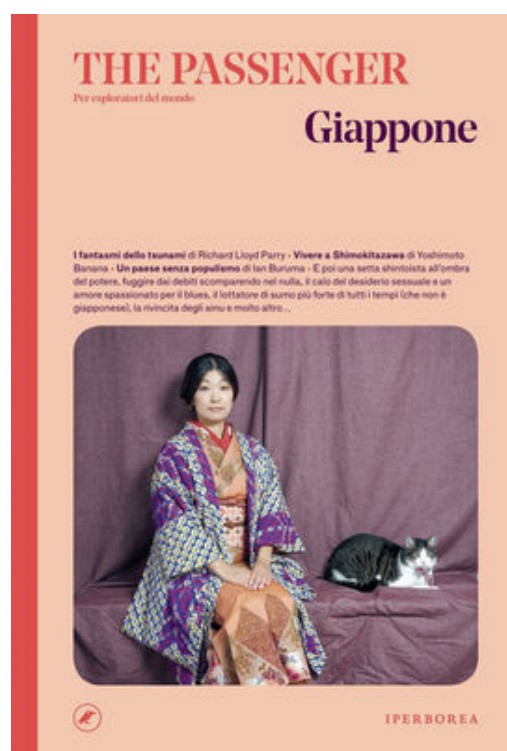 THE PASSENGER
Per esploratori del mondo
Giappone
I fantasmi dello tsunami di Richard Lloyd Parry · Vivere a Shimokitazawa di Yoshimoto
Banana · Un paese senza populismo di Ian Buruma · E poi una setta shintoista all'ombra
del potere, fuggire dai debiti scomparendo nel nulla, il calo del desiderio sessuale e un
amore spassionato per il blues, il lottatore di sumo più forte di tutti i tempi (che non è
giapponese), la rivincita degli ainu e molto altro...
IPERBOREA